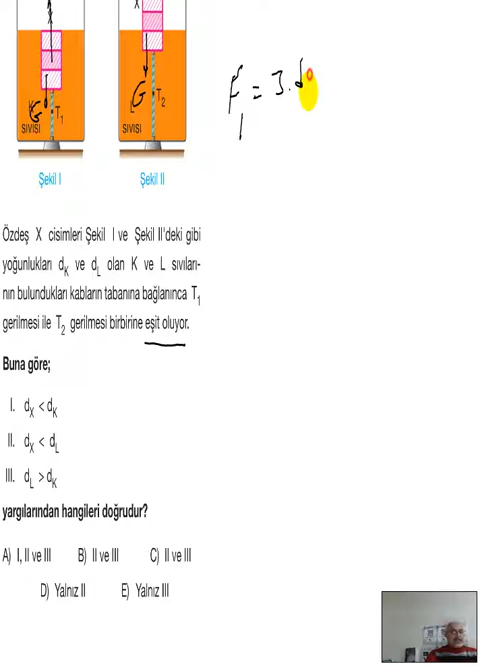 X
X
G
T1
G
T2
K
SIVISI
L
SIVISI
F1 = 3.d
Şekil I
Şekil II
Özdeş X cisimleri Şekil I ve Şekil II'deki gibi
yoğunlukları dK ve dL olan K ve L sıvıları-
nın bulundukları kabların tabanına bağlanınca T1
gerilmesi ile T2 gerilmesi birbirine eşit oluyor.
Buna göre;
I. dX < dK
II. dX < dL
III. dL > dK
yargılarından hangileri doğrudur?
A) I, II ve III B) II ve III C) II ve III
D) Yalnız II E) Yalnız III